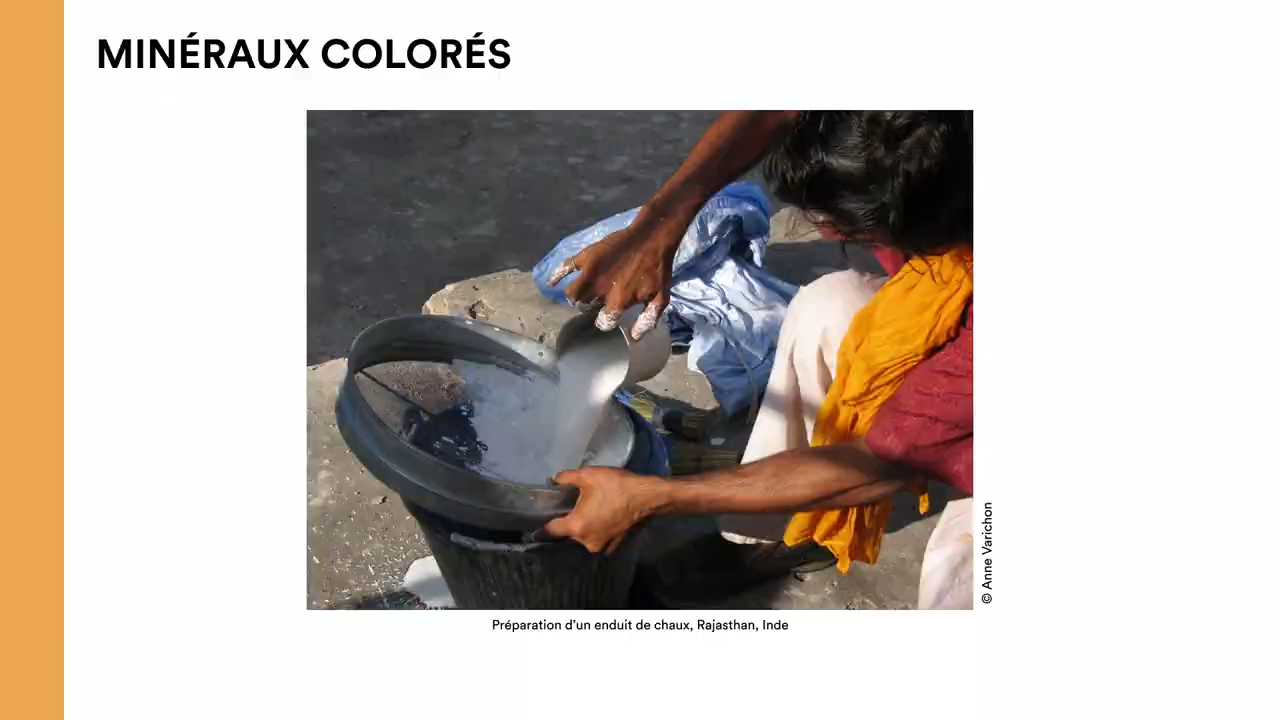 MINÉRAUX COLORÉS
© Anne Varichon
Préparation d'un enduit de chaux, Rajasthan, Inde